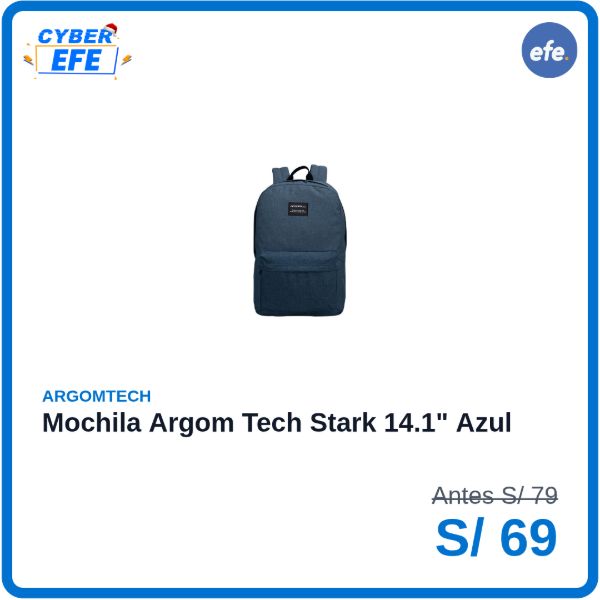 CYBER
EFE
efe.
ARGOMTECH
Mochila Argom Tech Stark 14.1" Azul
Antes S/ 79
S/ 69